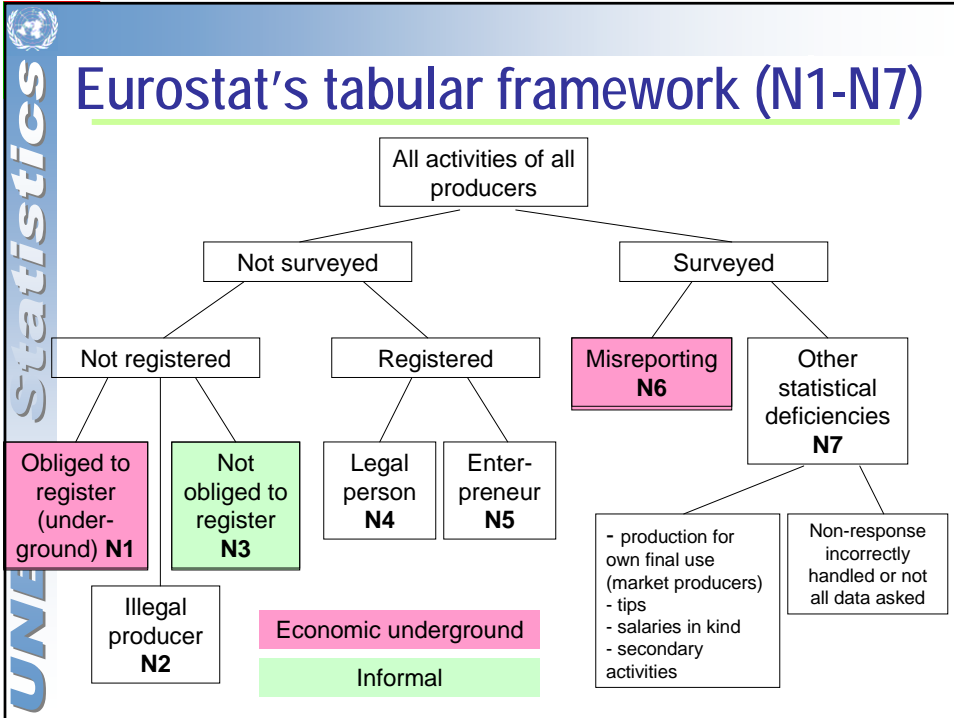 Eurostat's tabular framework (N1-N7)
All activities of all
producers
Not surveyed
Surveyed
Not registered
Registered
Misreporting
N6
Other
statistical
deficiencies
N7
Obliged to
register
(under-
ground) N1
Not
obliged to
register
N3
Legal
person
N4
Enter-
preneur
N5
Illegal
producer
N2
- production for
own final use
(market producers)
- tips
- salaries in kind
- secondary
activities
Non-response
incorrectly
handled or not
all data asked
Economic underground
Informal
Statistics